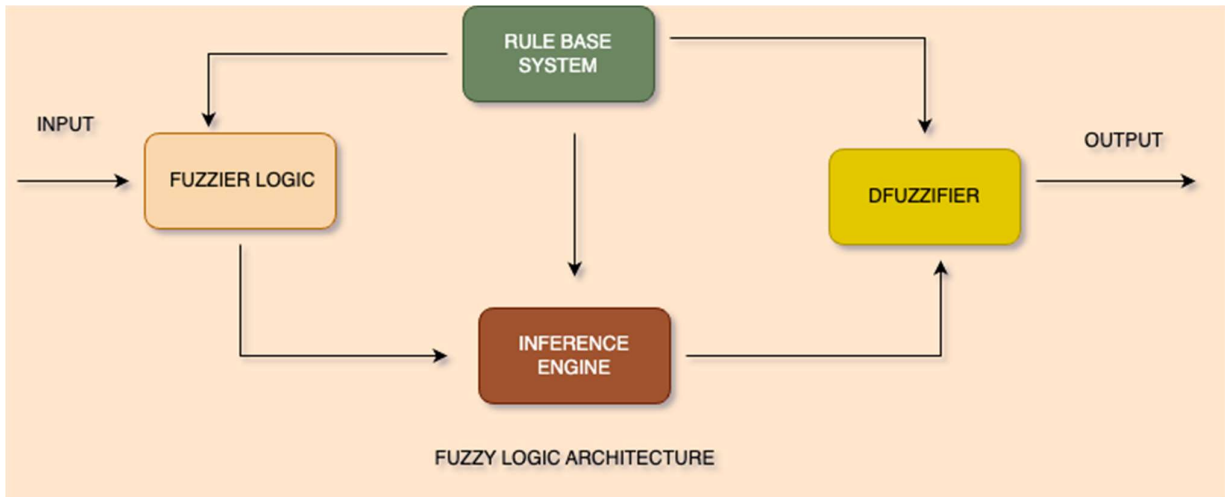 RULE BASE
SYSTEM
INPUT
FUZZIER LOGIC
OUTPUT
DFUZZIFIER
INFERENCE
ENGINE
FUZZY LOGIC ARCHITECTURE